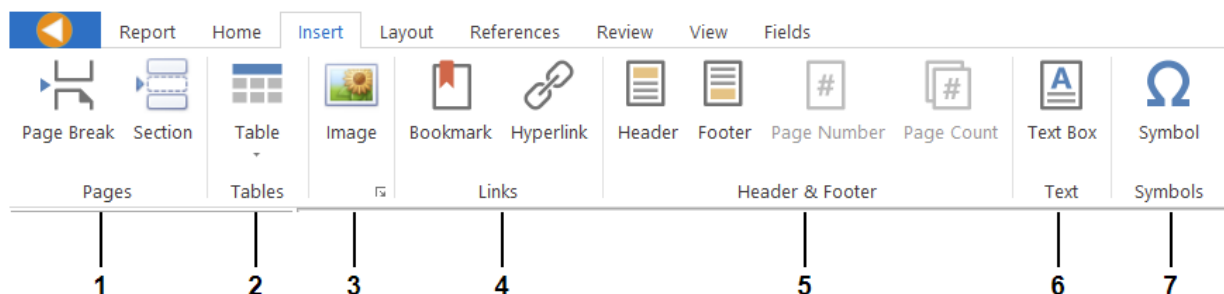 Report Home Insert Layout References Review View Fields
Page Break Section Table Image Bookmark Hyperlink Header Footer # Page Number # Page Count A Text Box Ω Symbol
Pages Tables Links Header & Footer Text Symbols
1 2 3 4 5 6 7